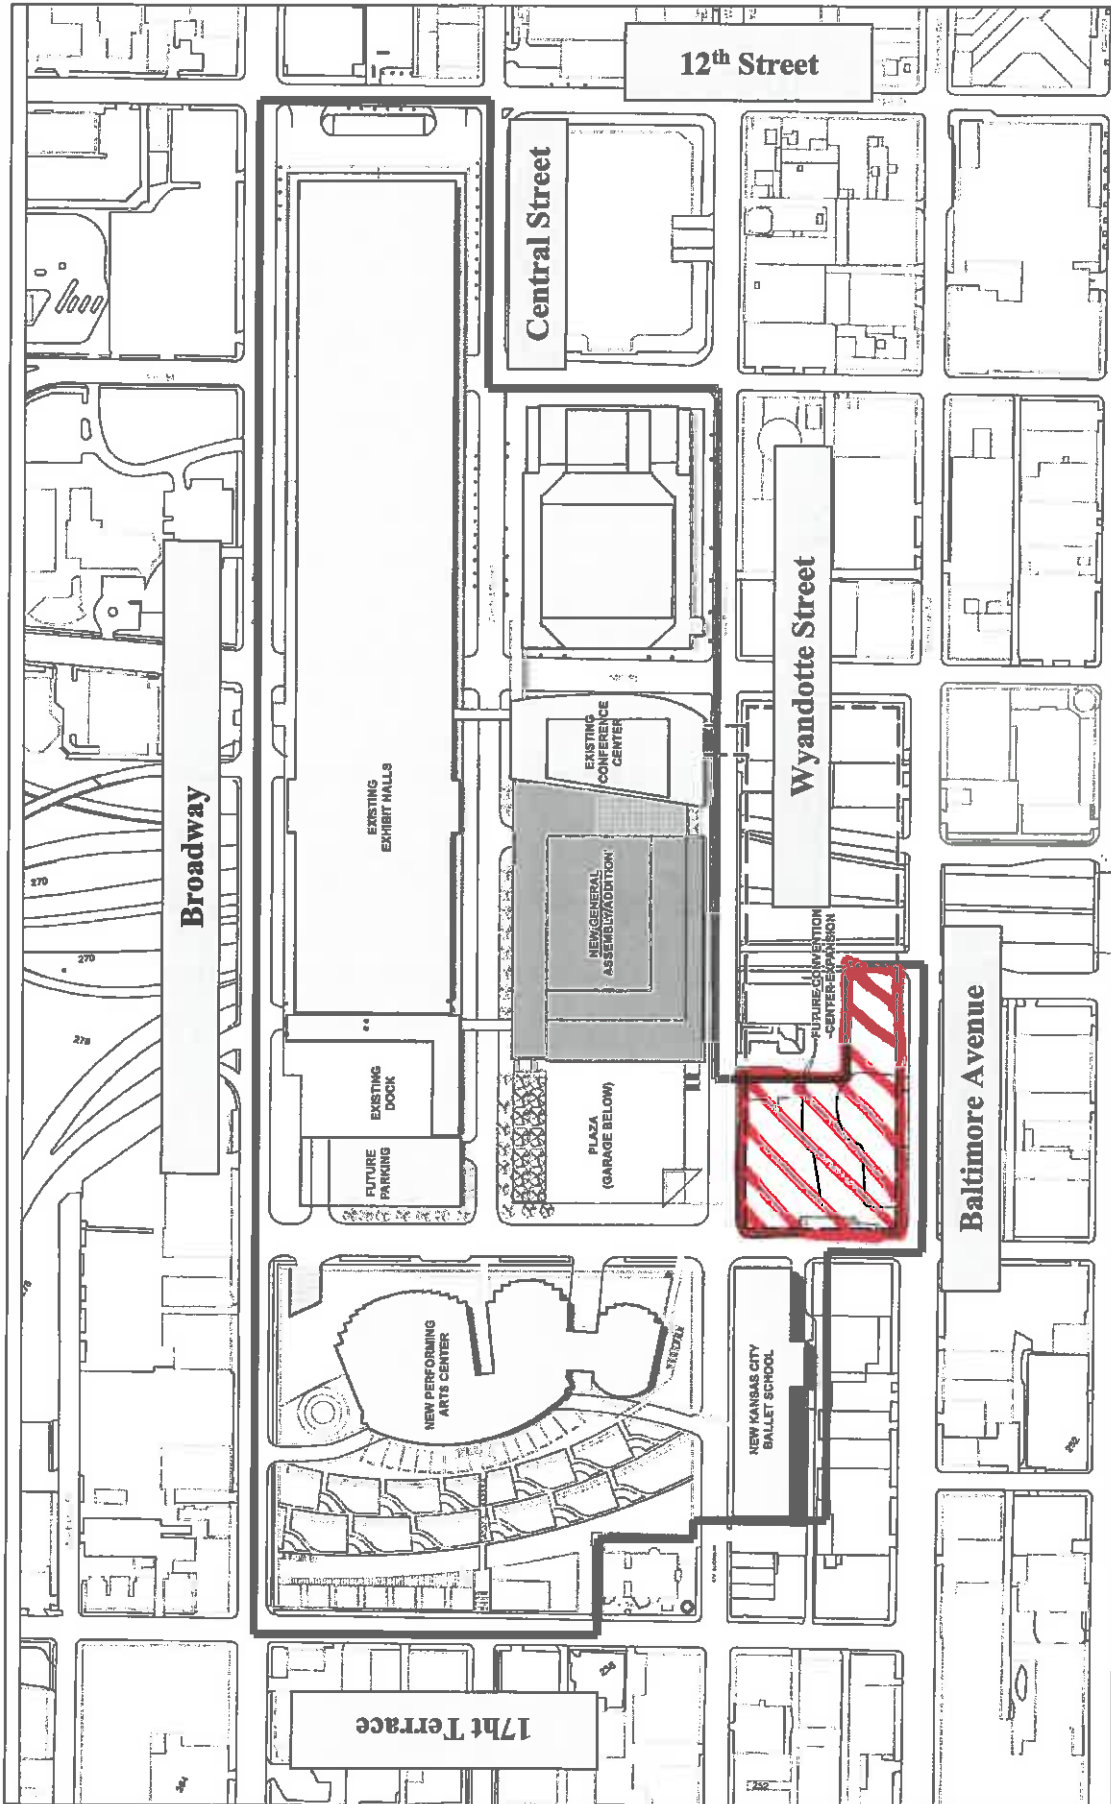 12th Street
Central Street
Wyandotte Street
Broadway
Baltimore Avenue
17ht Terrace
EXISTING
CONFERENCE
CENTER
EXISTING
EXHIBIT HALLS
NEW GENERAL
ASSEMBLY/ADDITION
FUTURE CONVENTION
CENTER EXPANSION
EXISTING
DOCK
FUTURE
PARKING
PLAZA
(GARAGE BELOW)
NEW PERFORMING
ARTS CENTER
NEW KANSAS CITY
BALLET SCHOOL
270
270
252